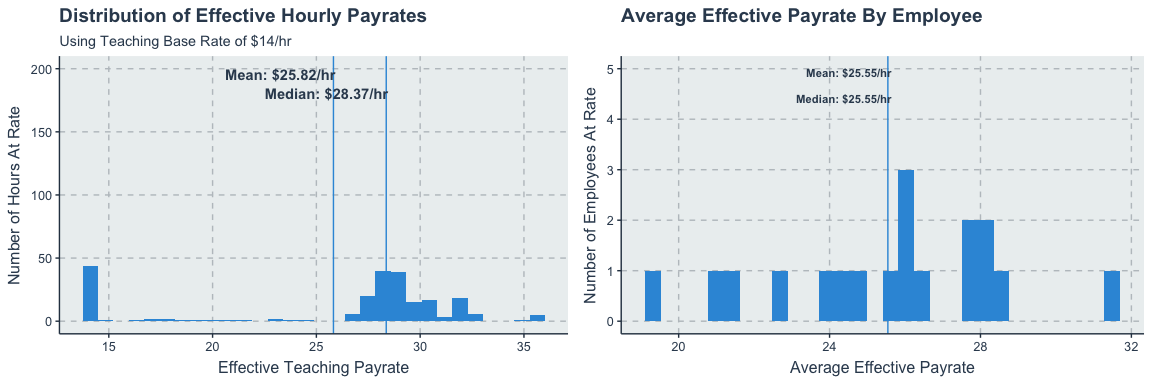 Distribution of Effective Hourly Payrates
Using Teaching Base Rate of $14/hr
Mean: $25.82/hr
Median: $28.37/hr
Number of Hours At Rate
200
150
100
50
0
15
20
25
30
35
Effective Teaching Payrate
Average Effective Payrate By Employee
Mean: $25.55/hr
Median: $25.55/hr
Number of Employees At Rate
5
4
3
2
1
0
20
24
28
32
Average Effective Payrate